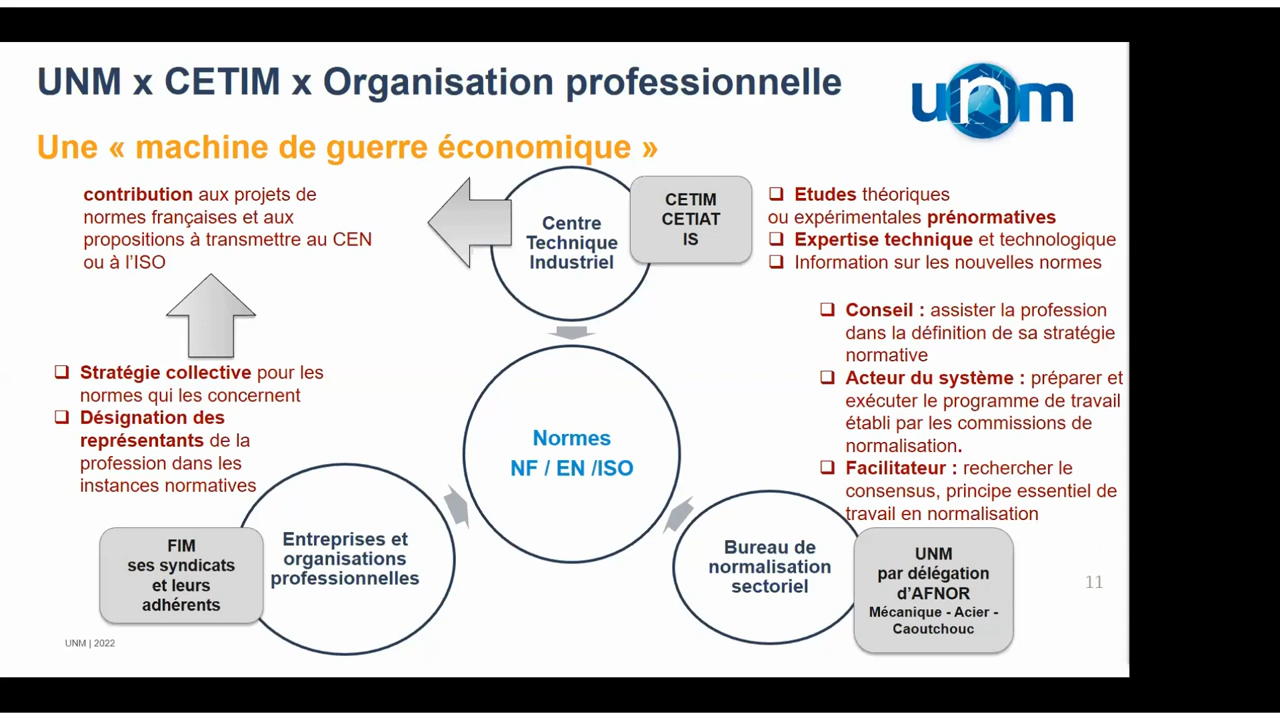 UNM x CETIM x Organisation professionnelle
unm
Une « machine de guerre économique »
contribution aux projets de
normes françaises et aux
propositions à transmettre au CEN
ou à l’ISO
Centre
Technique
Industriel
CETIM
CETIAT
IS
❑ Etudes théoriques
ou expérimentales prénormatives
❑ Expertise technique et technologique
❑ Information sur les nouvelles normes
❑ Conseil : assister la profession
dans la définition de sa stratégie
normative
❑ Acteur du système : préparer et
exécuter le programme de travail
établi par les commissions de
normalisation.
❑ Facilitateur : rechercher le
consensus, principe essentiel de
travail en normalisation
❑ Stratégie collective pour les
normes qui les concernent
❑ Désignation des
représentants de la
profession dans les
instances normatives
Normes
NF / EN /ISO
FIM
ses syndicats
et leurs
adhérents
Entreprises et
organisations
professionnelles
Bureau de
normalisation
sectoriel
UNM
par délégation
d’AFNOR
Mécanique - Acier -
Caoutchouc
11
UNM | 2022